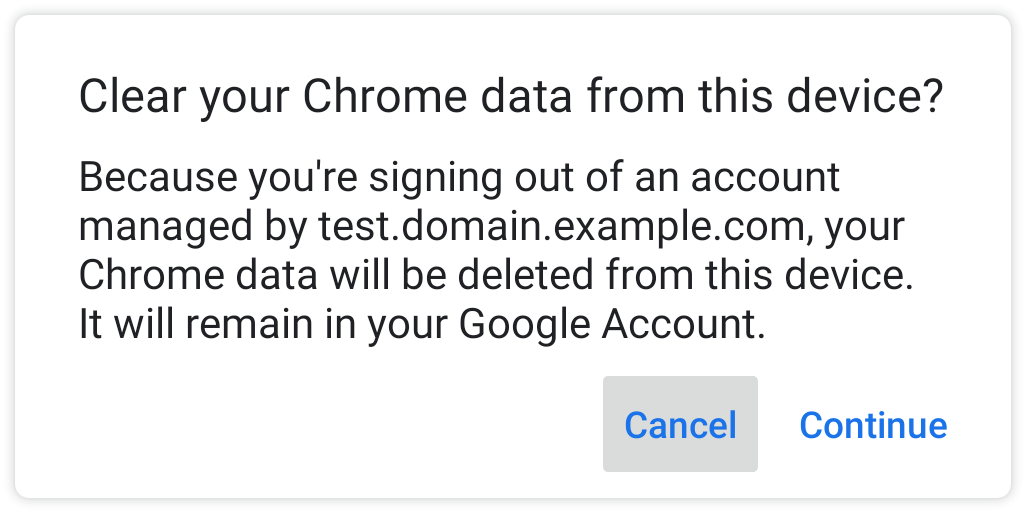 Clear your Chrome data from this device?
Because you're signing out of an account
managed by test.domain.example.com, your
Chrome data will be deleted from this device.
It will remain in your Google Account.
Cancel Continue